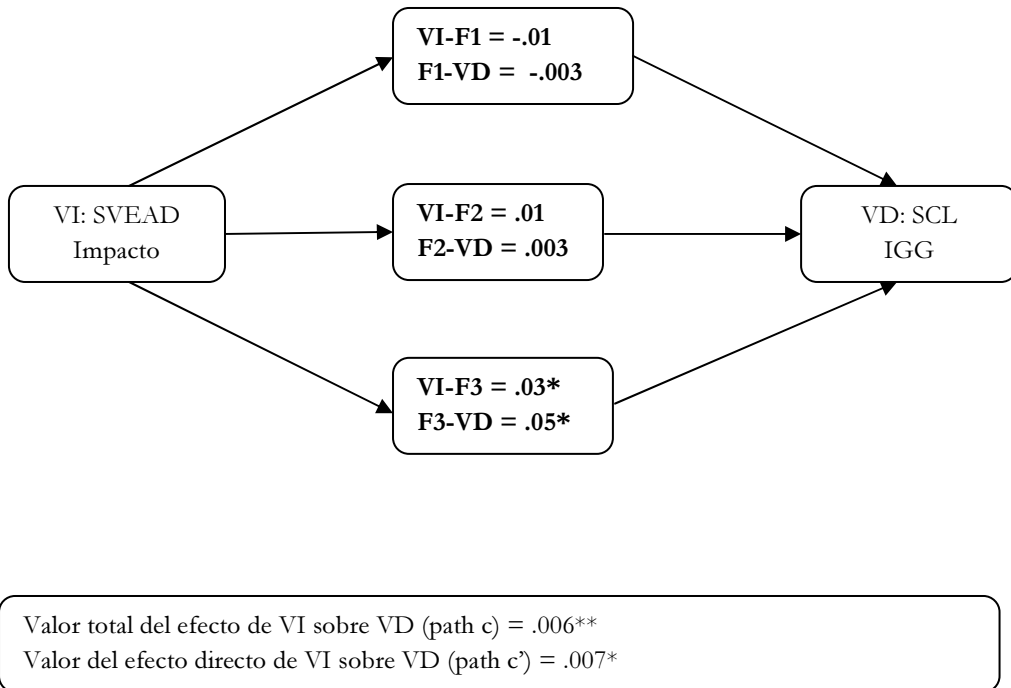 VI-F1 = -.01
F1-VD = -.003
VI: SVEAD
Impacto
VI-F2 = .01
F2-VD = .003
VD: SCL
IGG
VI-F3 = .03*
F3-VD = .05*
Valor total del efecto de VI sobre VD (path c) = .006**
Valor del efecto directo de VI sobre VD (path c’) = .007*